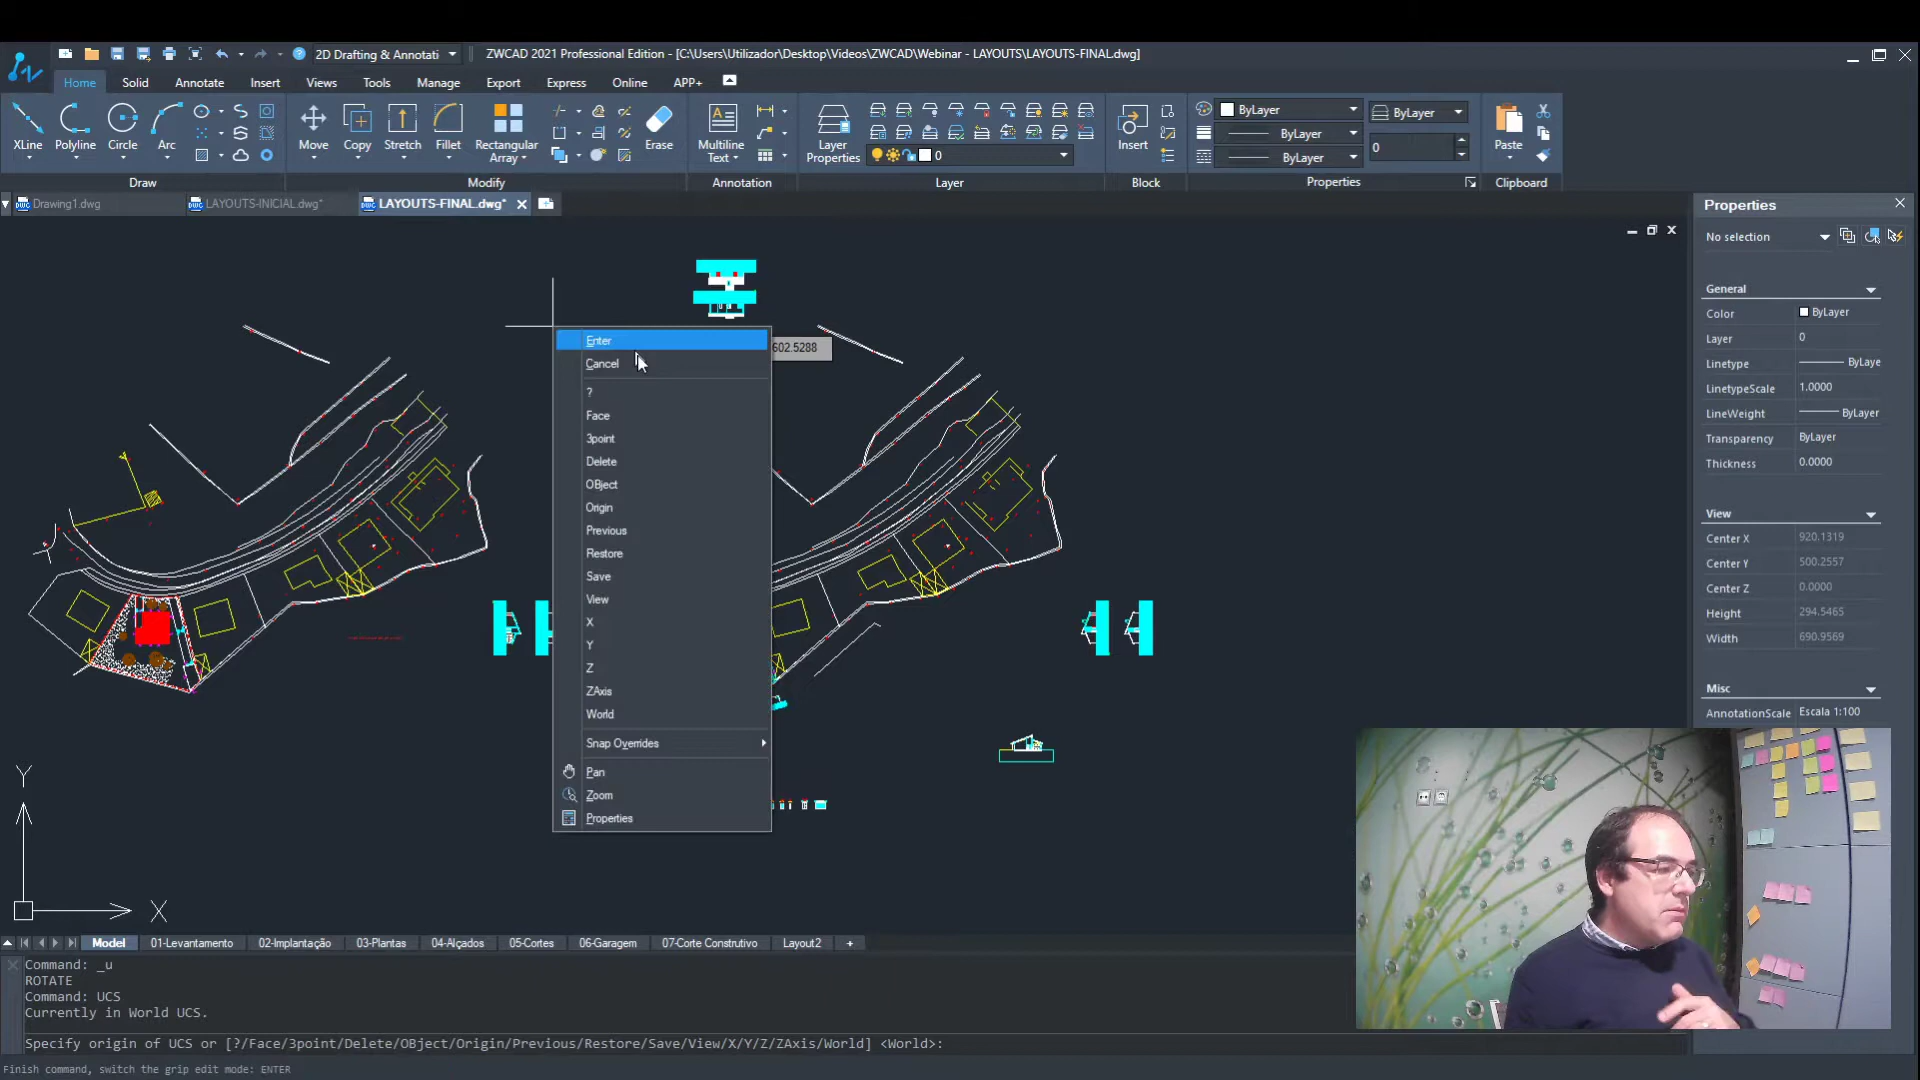 2D Drafting & Annotati
ZWCAD 2021 Professional Edition - [C:\Users\Utilizador\Desktop\Videos\ZWCAD\Webinar - LAYOUTS\LAYOUTS-FINAL.dwg]
Home Solid Annotate Insert Views Tools Manage Export Express Online APP+
XLine Polyline Circle Arc
Move Copy Stretch Fillet Rectangular Array Erase
Multiline Text
Layer Properties
0
Insert
ByLayer
ByLayer
ByLayer
ByLayer
0
Paste
Draw Modify Annotation Layer Block Properties Clipboard
Drawing1.dwg LAYOUTS-INICIAL.dwg* LAYOUTS-FINAL.dwg*
Properties
No selection
General
Color ByLayer
Layer 0
Linetype ByLaye
LinetypeScale 1.0000
LineWeight ByLayer
Transparency ByLayer
Thickness 0.0000
View
Center X 920.1319
Center Y 500.2557
Center Z 0.0000
Height 294.5465
Width 690.9569
Misc
AnnotationScale Escala 1:100
602.5288
Enter
Cancel
?
Face
3point
Delete
OBject
Origin
Previous
Restore
Save
View
X
Y
Z
ZAxis
World
Snap Overrides
Pan
Zoom
Properties
Y
X
Model 01-Levantamento 02-Implantação 03-Plantas 04-Alçados 05-Cortes 06-Garagem 07-Corte Construtivo Layout2 +
Command: _u
ROTATE
Command: UCS
Currently in World UCS.
Specify origin of UCS or [?/Face/3point/Delete/OBject/Origin/Previous/Restore/Save/View/X/Y/Z/ZAxis/World] <World>:
Finish command, switch the grip edit mode: ENTER